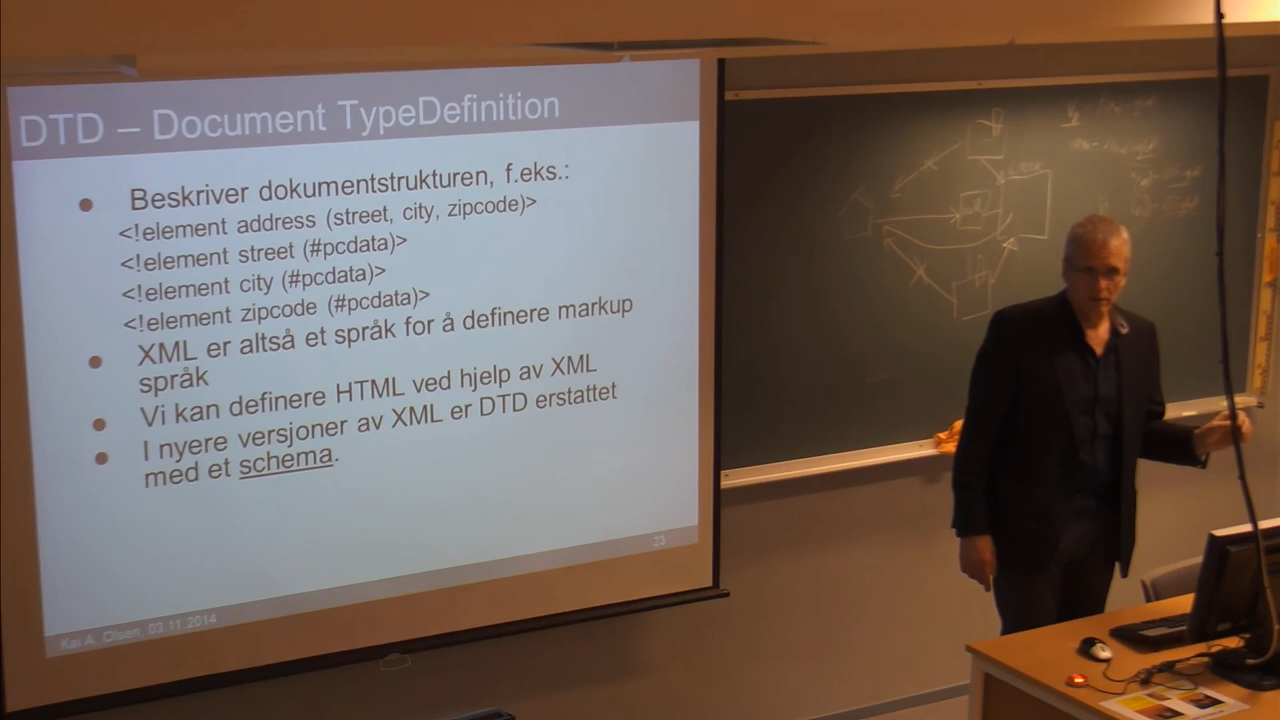 DTD – Document TypeDefinition
Beskriver dokumentstrukturen, f.eks.:
<!element address (street, city, zipcode)>
<!element street (#pcdata)>
<!element city (#pcdata)>
<!element zipcode (#pcdata)>
XML er altså et språk for å definere markup
språk
Vi kan definere HTML ved hjelp av XML
I nyere versjoner av XML er DTD erstattet
med et schema.
23
Kai A. Olsen, 03.11.2014